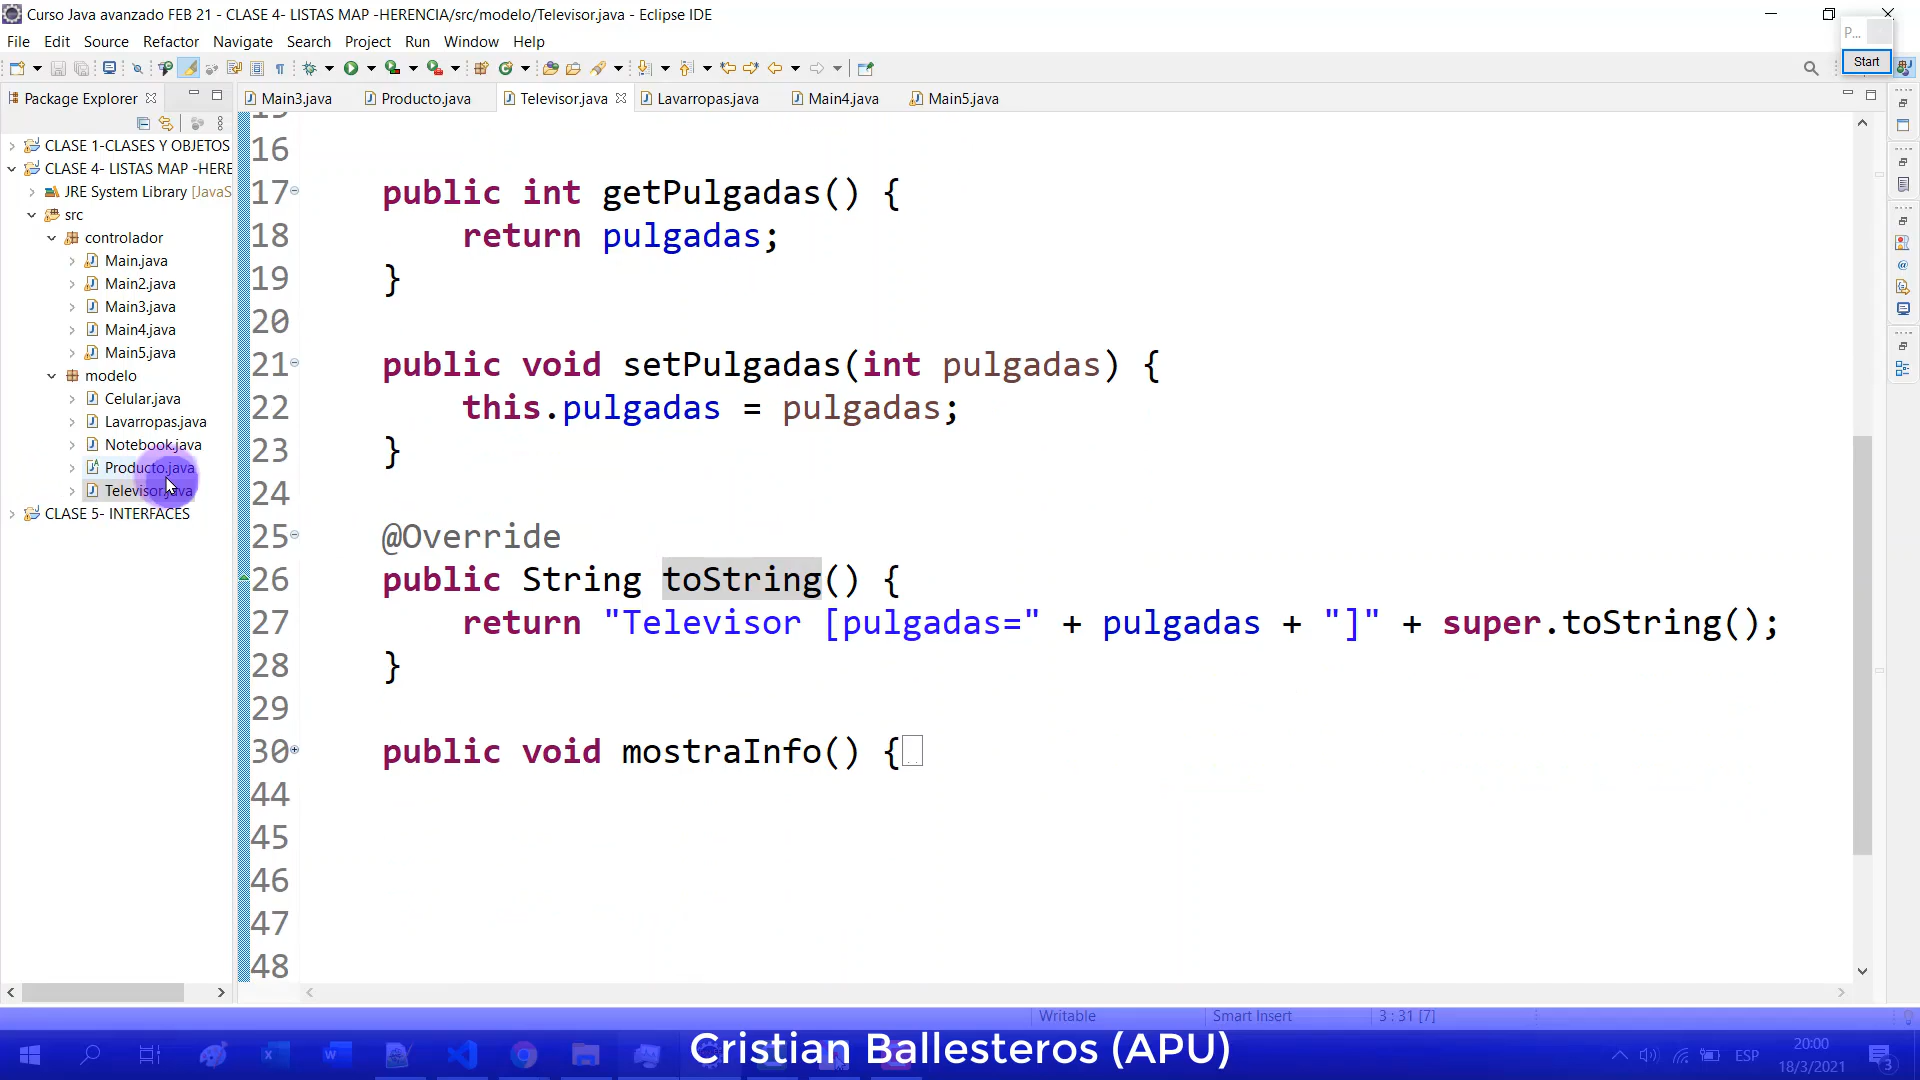 Curso Java avanzado FEB 21 - CLASE 4- LISTAS MAP -HERENCIA/src/modelo/Televisor.java - Eclipse IDE
P...
File Edit Source Refactor Navigate Search Project Run Window Help
Start
Package Explorer
Main3.java Producto.java Televisor.java Lavarropas.java Main4.java Main5.java
CLASE 1-CLASES Y OBJETOS
CLASE 4- LISTAS MAP -HERE
JRE System Library [JavaS
src
controlador
Main.java
Main2.java
Main3.java
Main4.java
Main5.java
modelo
Celular.java
Lavarropas.java
Notebook.java
Producto.java
Televisor.java
CLASE 5- INTERFACES
15
16
17 public int getPulgadas() {
18 return pulgadas;
19 }
20
21 public void setPulgadas(int pulgadas) {
22 this.pulgadas = pulgadas;
23 }
24
25 @Override
26 public String toString() {
27 return "Televisor [pulgadas=" + pulgadas + "]" + super.toString();
28 }
29
30 public void mostraInfo() {
44
45
46
47
48
Writable Smart Insert 3 : 31 [7]
Cristian Ballesteros (APU)
ESP
20:00
18/3/2021
3